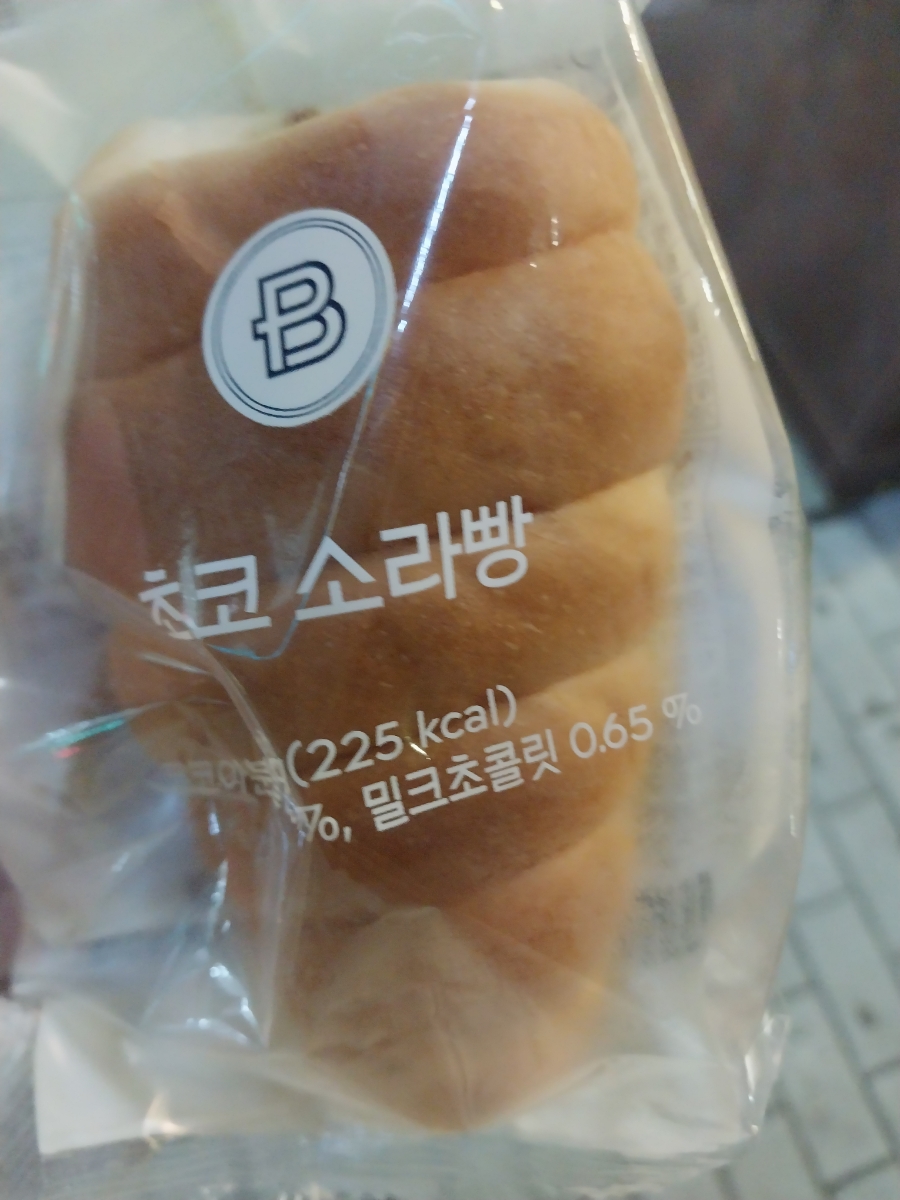 B
초코 소라빵
(225 kcal)
%, 밀크초콜릿 0.65 %